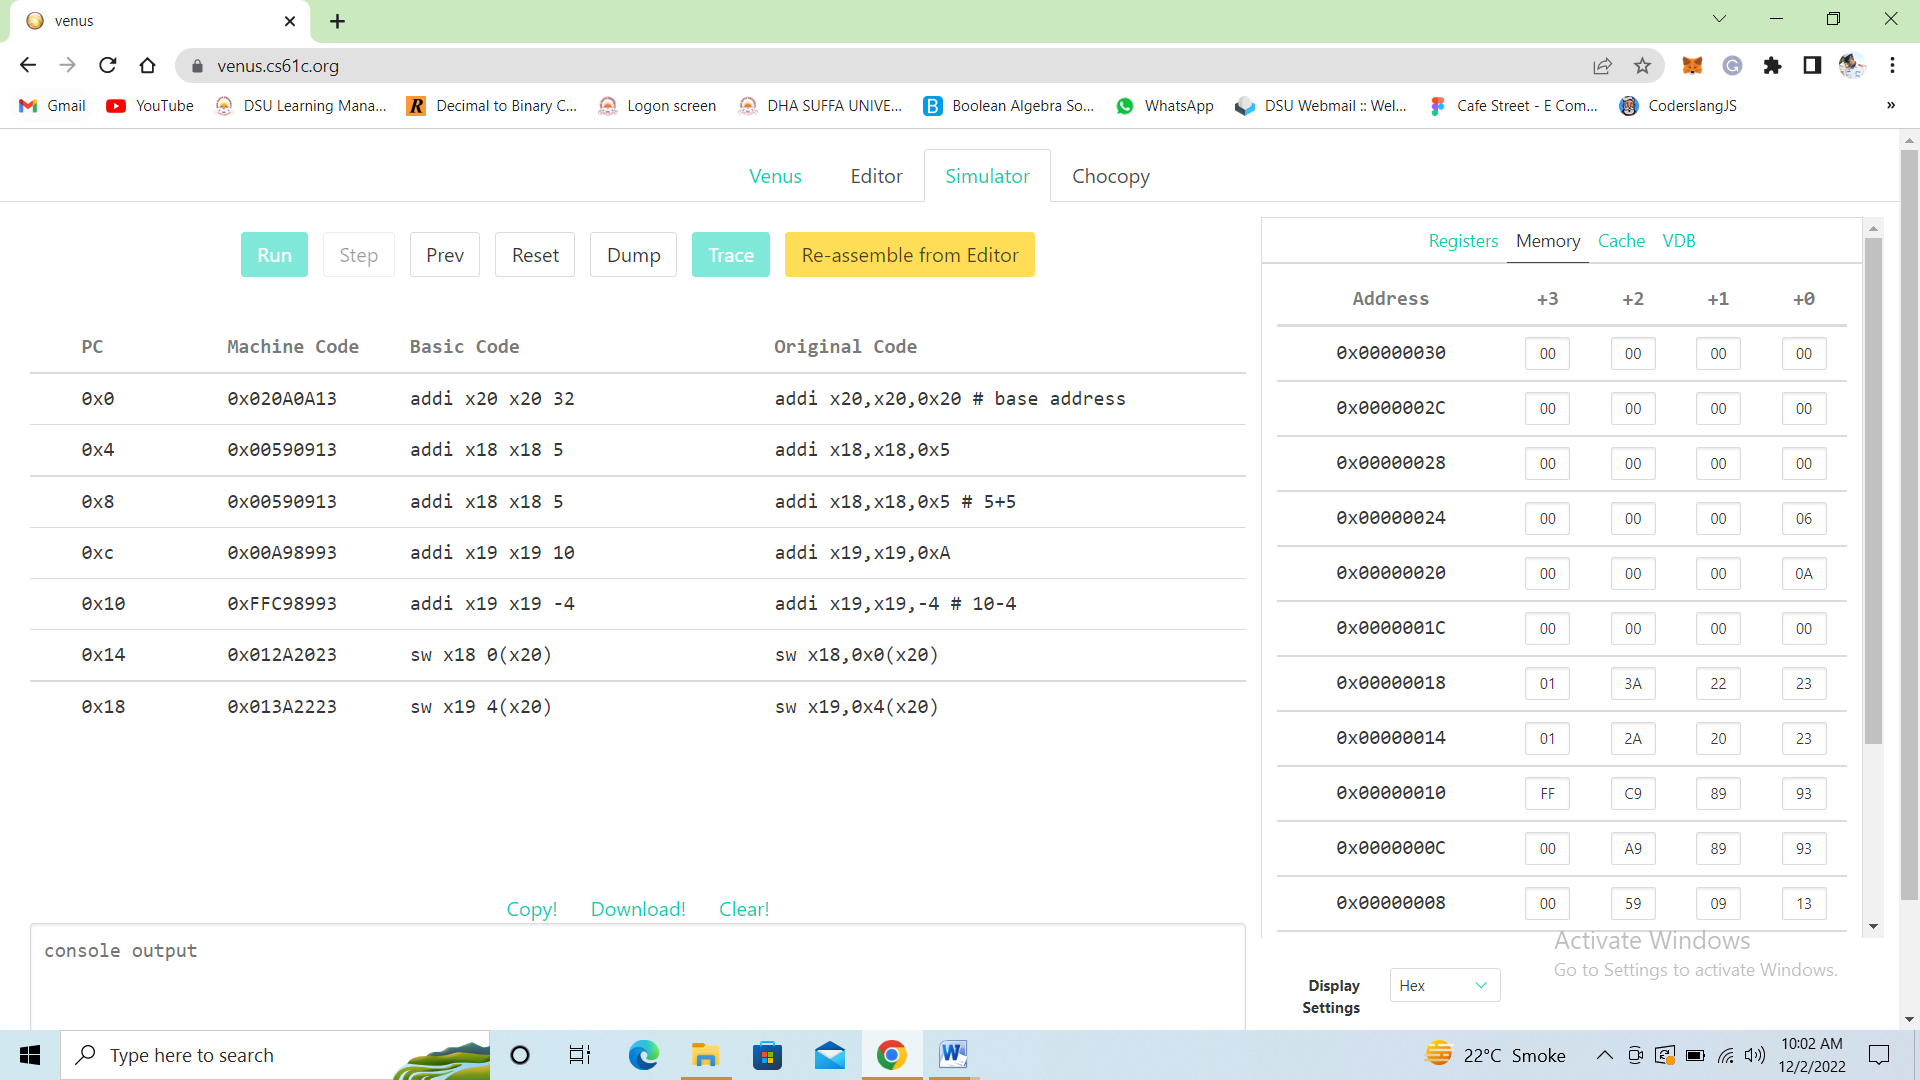 venus
venus.cs61c.org
Gmail YouTube DSU Learning Mana... Decimal to Binary C... Logon screen DHA SUFFA UNIVE... Boolean Algebra So... WhatsApp DSU Webmail :: Wel... Cafe Street - E Com... CoderslangJS »
Venus Editor Simulator Chocopy
Run Step Prev Reset Dump Trace Re-assemble from Editor
PC Machine Code Basic Code Original Code
0x0 0x020A0A13 addi x20 x20 32 addi x20,x20,0x20 # base address
0x4 0x00590913 addi x18 x18 5 addi x18,x18,0x5
0x8 0x00590913 addi x18 x18 5 addi x18,x18,0x5 # 5+5
0xc 0x00A98993 addi x19 x19 10 addi x19,x19,0xA
0x10 0xFFC98993 addi x19 x19 -4 addi x19,x19,-4 # 10-4
0x14 0x012A2023 sw x18 0(x20) sw x18,0x0(x20)
0x18 0x013A2223 sw x19 4(x20) sw x19,0x4(x20)
Copy! Download! Clear!
console output
Registers Memory Cache VDB
Address +3 +2 +1 +0
0x00000030 00 00 00 00
0x0000002C 00 00 00 00
0x00000028 00 00 00 00
0x00000024 00 00 00 06
0x00000020 00 00 00 0A
0x0000001C 00 00 00 00
0x00000018 01 3A 22 23
0x00000014 01 2A 20 23
0x00000010 FF C9 89 93
0x0000000C 00 A9 89 93
0x00000008 00 59 09 13
Activate Windows
Go to Settings to activate Windows.
Display
Settings
Hex
Type here to search
22°C Smoke
10:02 AM
12/2/2022